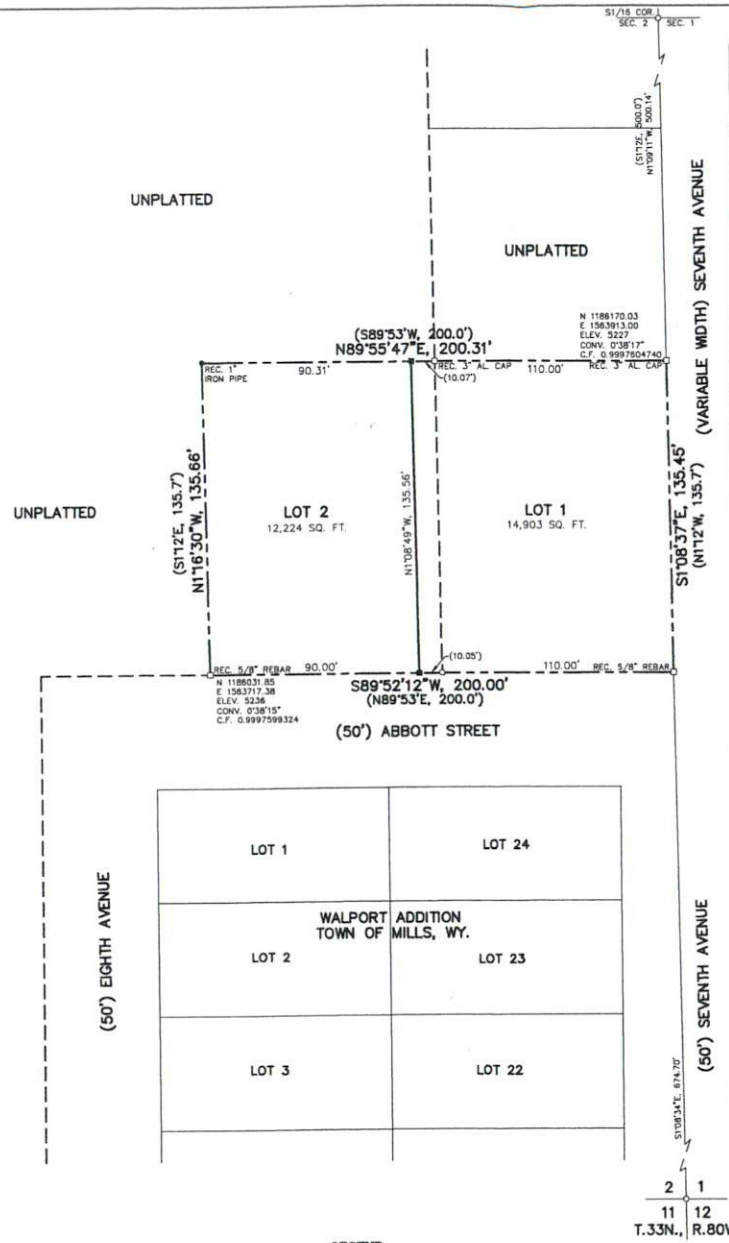 S1/16 COR.
SEC. 2 SEC. 1
(S1°12'E, 500.0')
N1°09'11"W, 500.14'
UNPLATTED
UNPLATTED
(VARIABLE WIDTH) SEVENTH AVENUE
N 1186170.03
E 1563913.00
ELEV. 5227
CONV. 0°38'17"
C.F. 0.9997604740
(S89°53'W, 200.0')
N89°55'47"E, 200.31'
REC. 1"
IRON PIPE
90.31'
REC. 3" AL. CAP
(10.07')
110.00'
REC. 3" AL. CAP
UNPLATTED
(S1°12'E, 135.7')
N1°16'30"W, 135.66'
LOT 2
12,224 SQ. FT.
N1°08'49"W, 135.56'
LOT 1
14,903 SQ. FT.
S1°08'37"E, 135.45'
(N1°12'W, 135.7')
REC. 5/8" REBAR
90.00'
(10.05')
110.00'
REC. 5/8" REBAR
N 1186031.85
E 1563717.38
ELEV. 5236
CONV. 0°38'15"
C.F. 0.9997599324
S89°52'12"W, 200.00'
(N89°53'E, 200.0')
(50') ABBOTT STREET
LOT 1
LOT 24
WALPORT ADDITION
TOWN OF MILLS, WY.
LOT 2
LOT 23
LOT 3
LOT 22
(50') EIGHTH AVENUE
(50') SEVENTH AVENUE
S1°08'34"E, 674.70'
2 1
11 12
T.33N., R.80W